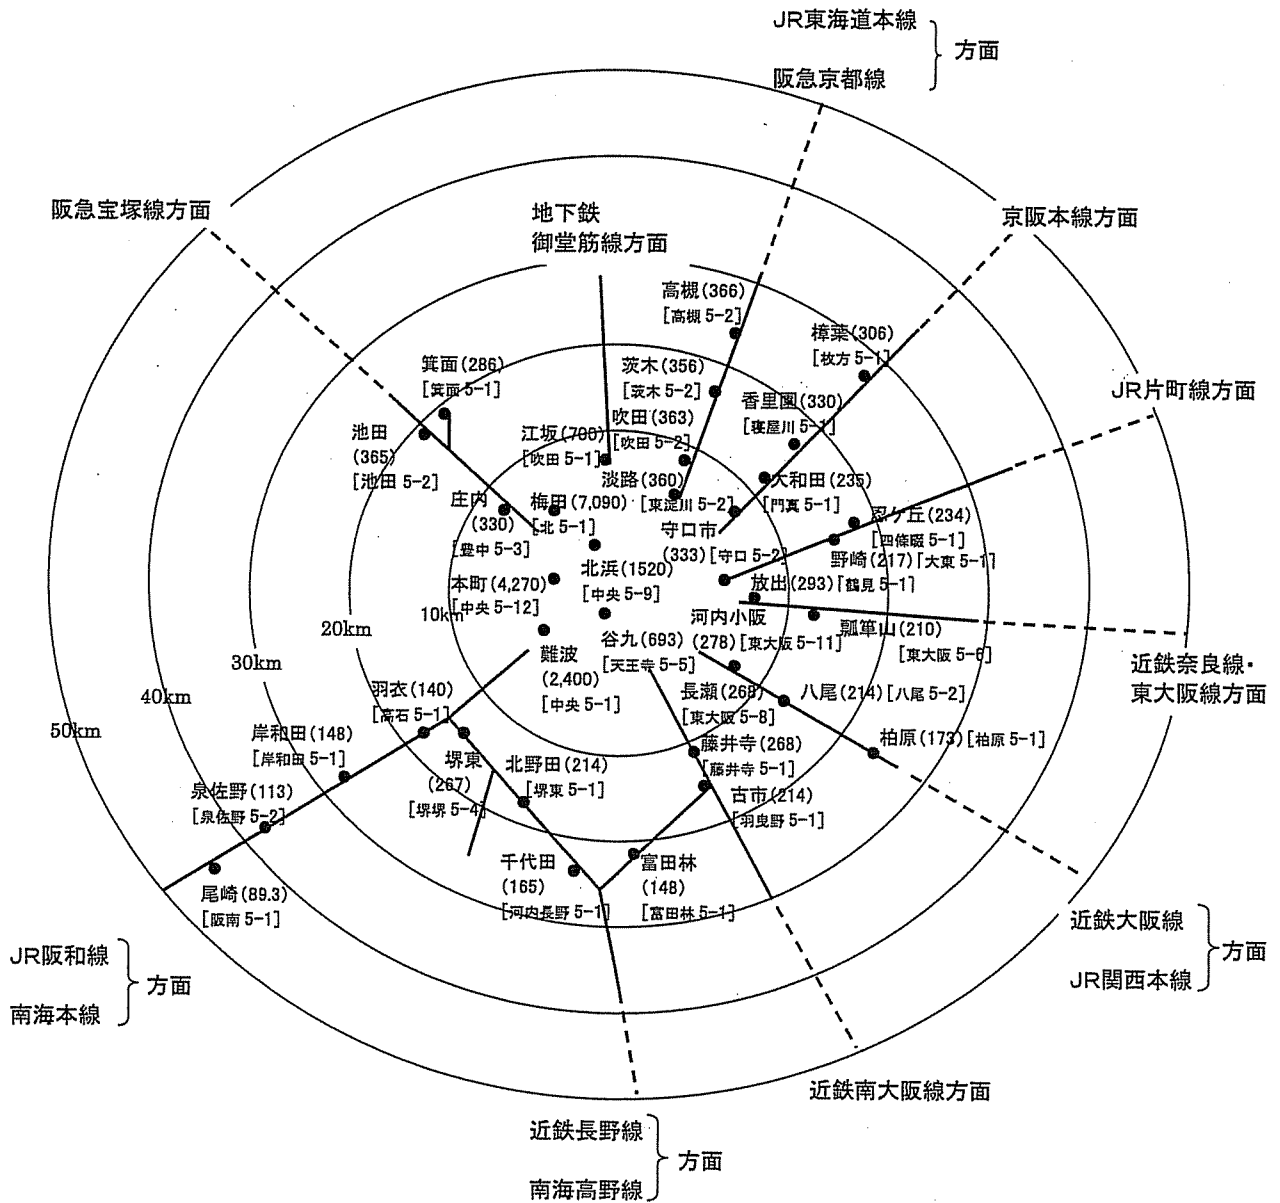 JR東海道本線
阪急京都線
方面
阪急宝塚線方面
地下鉄
御堂筋線方面
京阪本線方面
高槻(366)
[高槻 5-2]
樟葉(306)
[枚方 5-1]
箕面(286)
[箕面 5-1]
茨木(356)
[茨木 5-2]
JR片町線方面
香里園(330)
[寝屋川 5-1]
吹田(363)
[吹田 5-2]
池田
(365)
[池田 5-2]
江坂(700)
[吹田 5-1]
淡路(360)
[東淀川 5-2]
大和田(235)
[門真 5-1]
庄内
(330)
[豊中 5-3]
梅田(7,090)
[北 5-1]
守口市
(333)[守口 5-2]
忍ケ丘(234)
[四條畷 5-1]
野崎(217)[大東 5-1]
北浜(1520)
[中央 5-9]
放出(293)[鶴見 5-1]
本町(4,270)
[中央 5-12]
河内小阪
(278)[東大阪 5-11]
瓢箪山(210)
[東大阪 5-6]
10km
20km
30km
40km
50km
谷九(693)
[天王寺 5-5]
難波
(2,400)
[中央 5-1]
近鉄奈良線・
東大阪線方面
羽衣(140)
[高石 5-1]
長瀬(268)
[東大阪 5-8]
八尾(214)[八尾 5-2]
岸和田(148)
[岸和田 5-1]
柏原(173)[柏原 5-1]
藤井寺(268)
[藤井寺 5-1]
堺東
(267)
[堺堺 5-4]
北野田(214)
[堺東 5-1]
泉佐野(113)
[泉佐野 5-2]
古市(214)
[羽曳野 5-1]
尾崎(89.3)
[阪南 5-1]
千代田
(165)
[河内長野 5-1]
富田林
(148)
[富田林 5-1]
近鉄大阪線
JR関西本線
方面
JR阪和線
南海本線
方面
近鉄南大阪線方面
近鉄長野線
南海高野線
方面